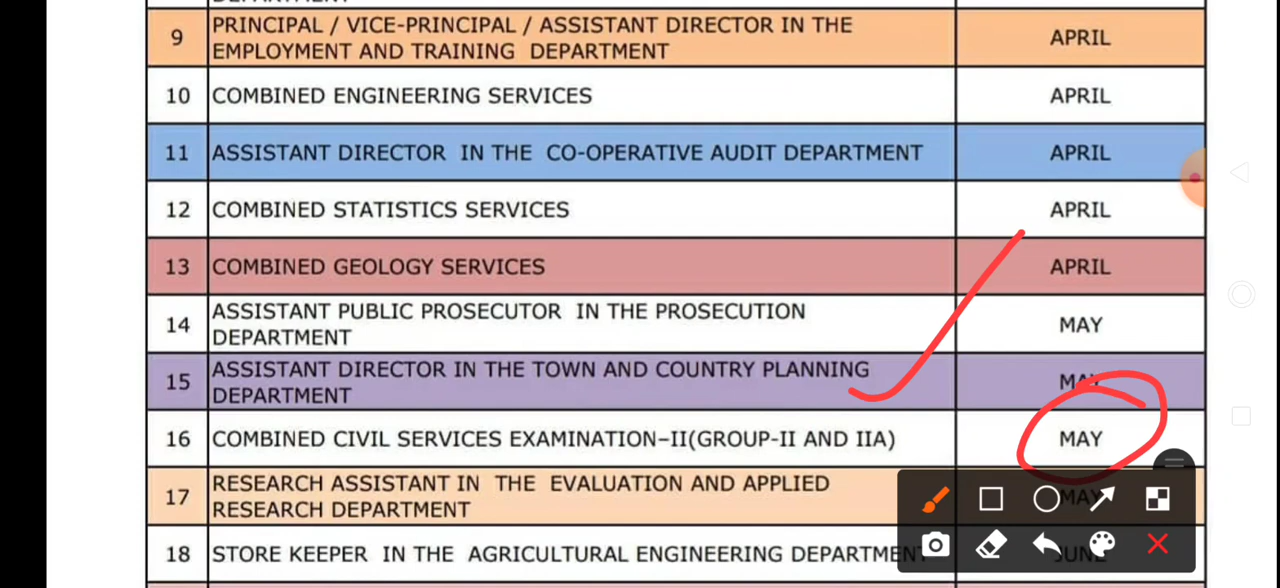 DEPARTMENT
9 PRINCIPAL / VICE-PRINCIPAL / ASSISTANT DIRECTOR IN THE APRIL
EMPLOYMENT AND TRAINING DEPARTMENT
10 COMBINED ENGINEERING SERVICES APRIL
11 ASSISTANT DIRECTOR IN THE CO-OPERATIVE AUDIT DEPARTMENT APRIL
12 COMBINED STATISTICS SERVICES APRIL
13 COMBINED GEOLOGY SERVICES APRIL
14 ASSISTANT PUBLIC PROSECUTOR IN THE PROSECUTION MAY
DEPARTMENT
15 ASSISTANT DIRECTOR IN THE TOWN AND COUNTRY PLANNING MAY
DEPARTMENT
16 COMBINED CIVIL SERVICES EXAMINATION–II(GROUP-II AND IIA) MAY
17 RESEARCH ASSISTANT IN THE EVALUATION AND APPLIED MAY
RESEARCH DEPARTMENT
18 STORE KEEPER IN THE AGRICULTURAL ENGINEERING DEPARTMENT JUNE